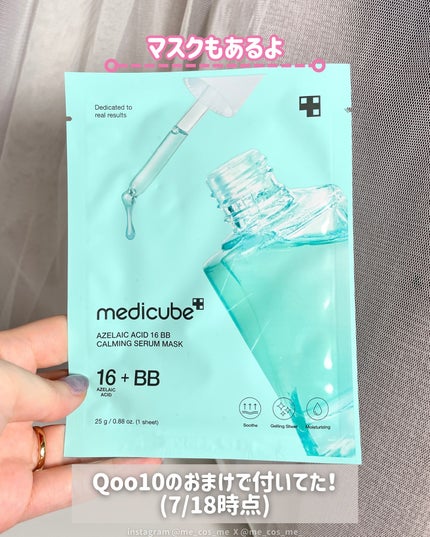 マスクもあるよ
Dedicated to
real results
medicube
AZELAIC ACID 16 BB
CALMING SERUM MASK
16 + BB
AZELAIC
ACID
25 g / 0.88 oz. (1 sheet)
Soothe
Gelling Sheet
Moisturizing
Qoo10のおまけで付いてた!
(7/18時点)
instagram @me_cos_me X @me_cos_me